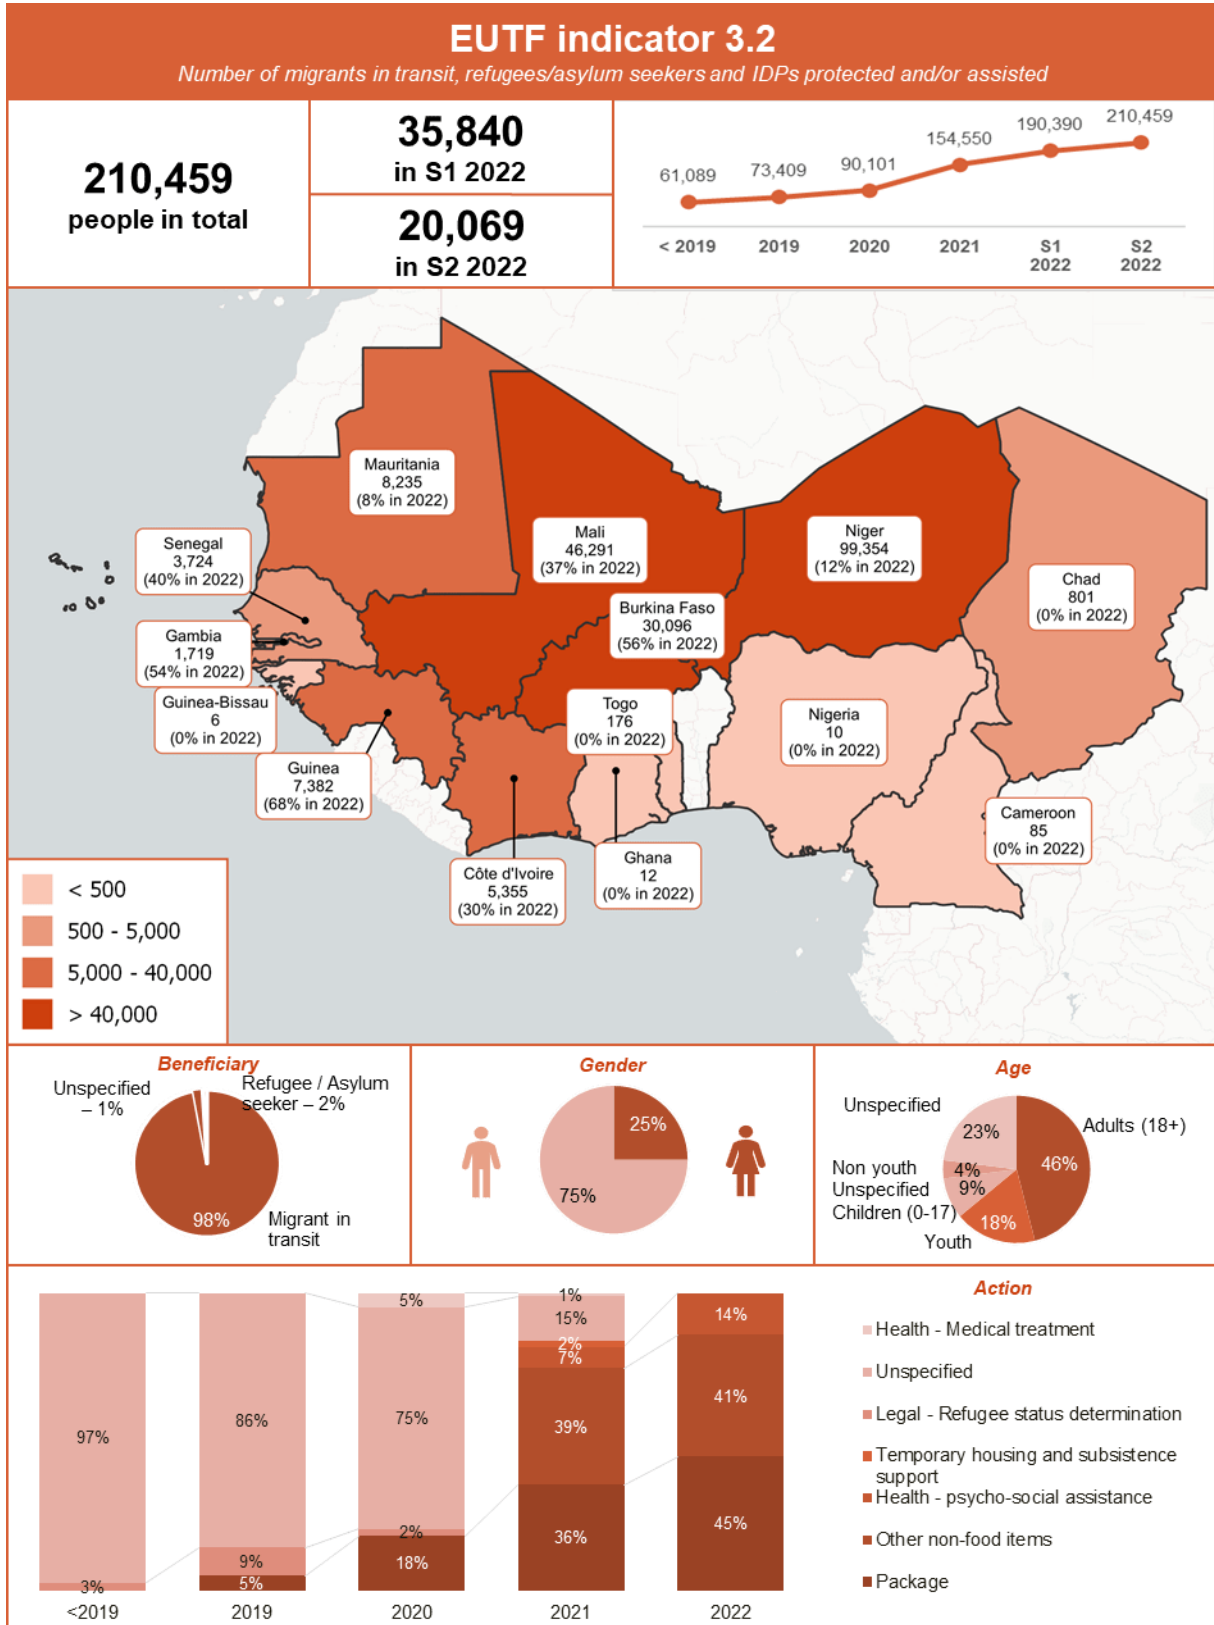 EUTF indicator 3.2
Number of migrants in transit, refugees/asylum seekers and IDPs protected and/or assisted
210,459
people in total
35,840
in S1 2022
20,069
in S2 2022
61,089
73,409
90,101
154,550
190,390
210,459
< 2019
2019
2020
2021
S1
2022
S2
2022
Mauritania
8,235
(8% in 2022)
Mali
46,291
(37% in 2022)
Niger
99,354
(12% in 2022)
Senegal
3,724
(40% in 2022)
Chad
801
(0% in 2022)
Burkina Faso
30,096
(56% in 2022)
Gambia
1,719
(54% in 2022)
Guinea-Bissau
6
(0% in 2022)
Togo
176
(0% in 2022)
Nigeria
10
(0% in 2022)
Guinea
7,382
(68% in 2022)
Cameroon
85
(0% in 2022)
Côte d'Ivoire
5,355
(30% in 2022)
Ghana
12
(0% in 2022)
< 500
500 - 5,000
5,000 - 40,000
> 40,000
Beneficiary
Unspecified
– 1%
Refugee / Asylum
seeker – 2%
98%
Migrant in
transit
Gender
25%
75%
Age
Unspecified
23%
Adults (18+)
46%
Non youth
Unspecified
4%
9%
Children (0-17)
18%
Youth
97%
3%
<2019
86%
9%
5%
2019
5%
75%
2%
18%
2020
1%
15%
2%
7%
39%
36%
2021
14%
41%
45%
2022
Action
Health - Medical treatment
Unspecified
Legal - Refugee status determination
Temporary housing and subsistence
support
Health - psycho-social assistance
Other non-food items
Package